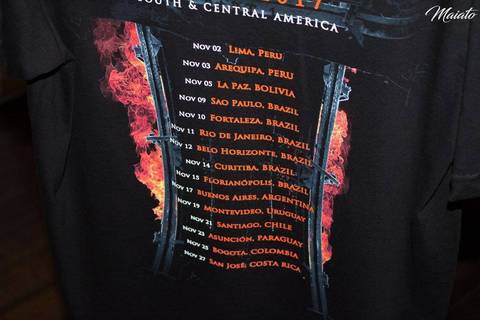 Maiato
2017
SOUTH & CENTRAL AMERICA
NOV 02 LIMA, PERU
NOV 03 AREQUIPA, PERU
NOV 05 LA PAZ, BOLIVIA
NOV 09 SAO PAULO, BRAZIL
NOV 10 FORTALEZA, BRAZIL
NOV 11 RIO DE JANEIRO, BRAZIL
NOV 12 BELO HORIZONTE, BRAZIL
NOV 14 CURITIBA, BRAZIL
NOV 15 FLORIANÓPOLIS, BRAZIL
NOV 17 BUENOS AIRES, ARGENTINA
NOV 19 MONTEVIDEO, URUGUAY
NOV 21 SANTIAGO, CHILE
NOV 23 ASUNCIÓN, PARAGUAY
NOV 25 BOGOTA, COLOMBIA
NOV 27 SAN JOSÉ, COSTA RICA